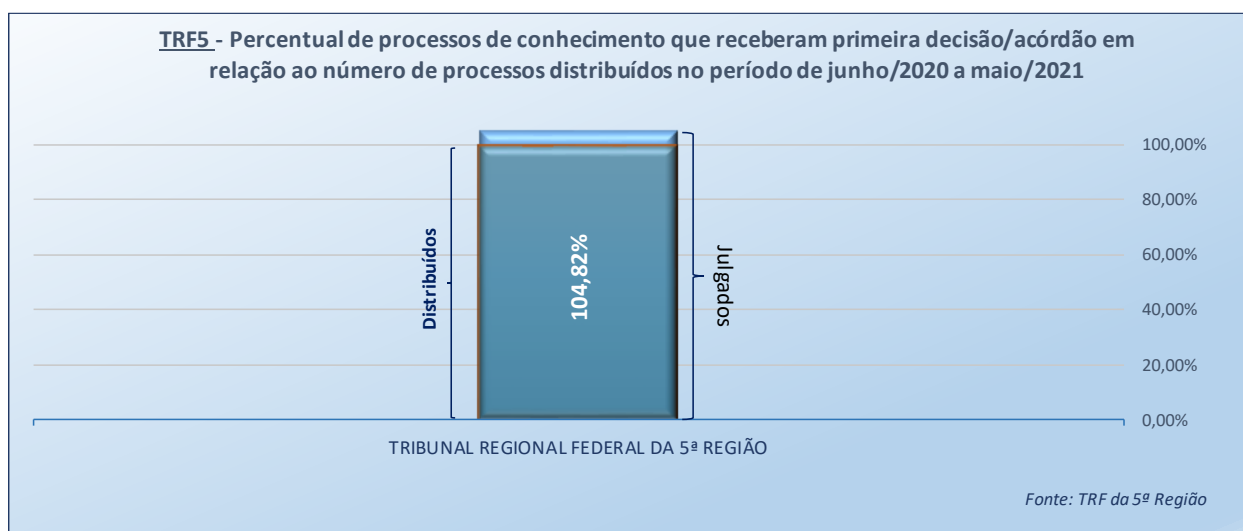 TRF5 - Percentual de processos de conhecimento que receberam primeira decisão/acórdão em
relação ao número de processos distribuídos no período de junho/2020 a maio/2021
100,00%
80,00%
60,00%
40,00%
20,00%
0,00%
Distribuídos
104,82%
Julgados
TRIBUNAL REGIONAL FEDERAL DA 5ª REGIÃO
Fonte: TRF da 5ª Região